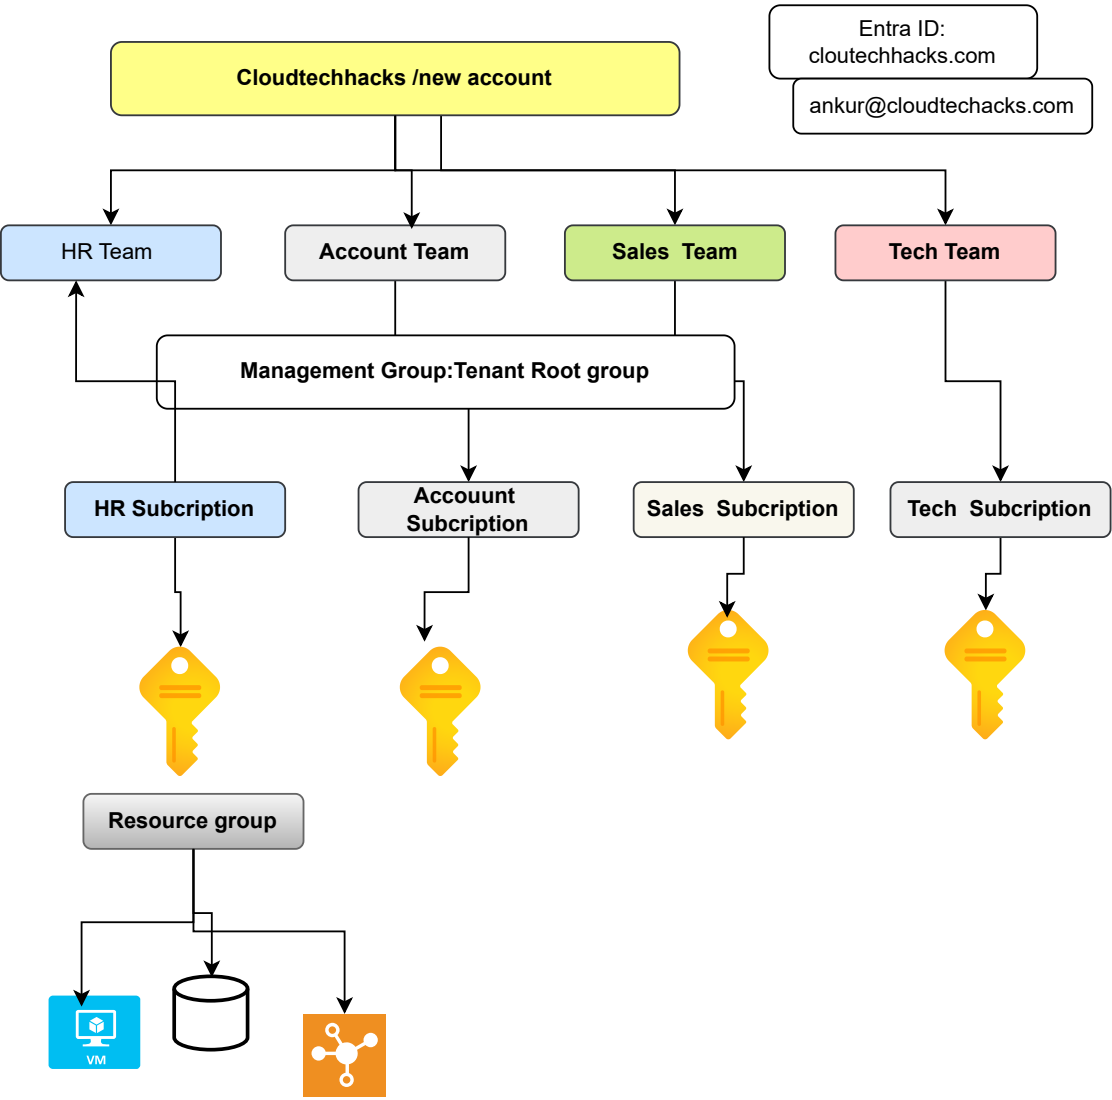 Entra ID:
cloutechhacks.com
Cloudtechhacks /new account
ankur@cloudtechacks.com
HR Team
Account Team
Sales  Team
Tech Team
Management Group:Tenant Root group
HR Subcription
Accouunt
Subcription
Sales  Subcription
Tech  Subcription
Resource group
VM